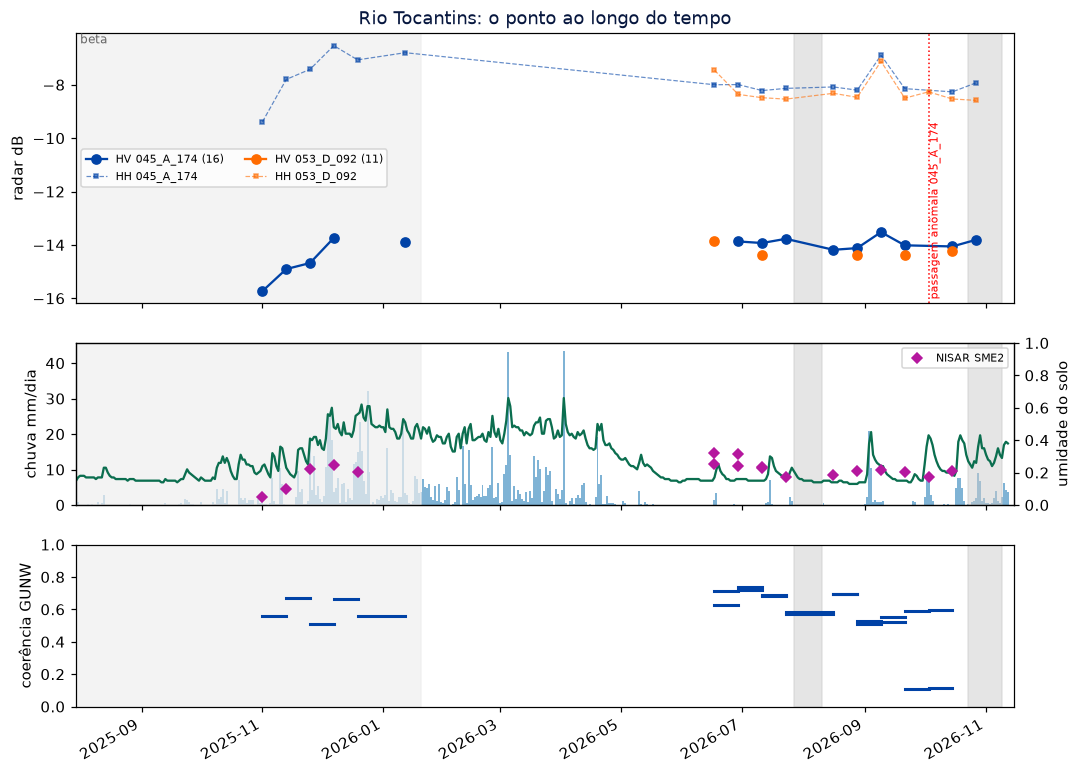 Rio Tocantins: o ponto ao longo do tempo
beta
radar dB
−8
−10
−12
−14
−16
HV 045_A_174 (16)
HH 045_A_174
HV 053_D_092 (11)
HH 053_D_092
passagem anomala 045_A_174
chuva mm/dia
40
30
20
10
0
NISAR SME2
1.0
0.8
0.6
0.4
0.2
0.0
umidade do solo
coerência GUNW
1.0
0.8
0.6
0.4
0.2
0.0
2025-09
2025-11
2026-01
2026-03
2026-05
2026-07
2026-09
2026-11